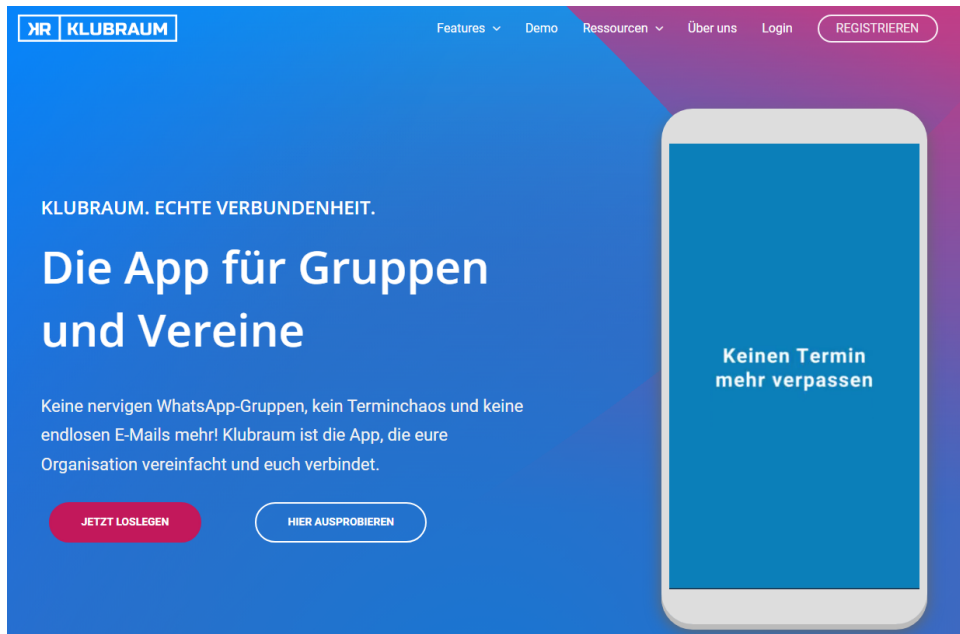 KR KLUBRAUM
Features Demo Ressourcen Über uns Login REGISTRIEREN
KLUBRAUM. ECHTE VERBUNDENHEIT.
Die App für Gruppen
und Vereine
Keine nervigen WhatsApp-Gruppen, kein Terminchaos und keine
endlosen E-Mails mehr! Klubraum ist die App, die eure
Organisation vereinfacht und euch verbindet.
JETZT LOSLEGEN
HIER AUSPROBIEREN
Keinen Termin
mehr verpassen